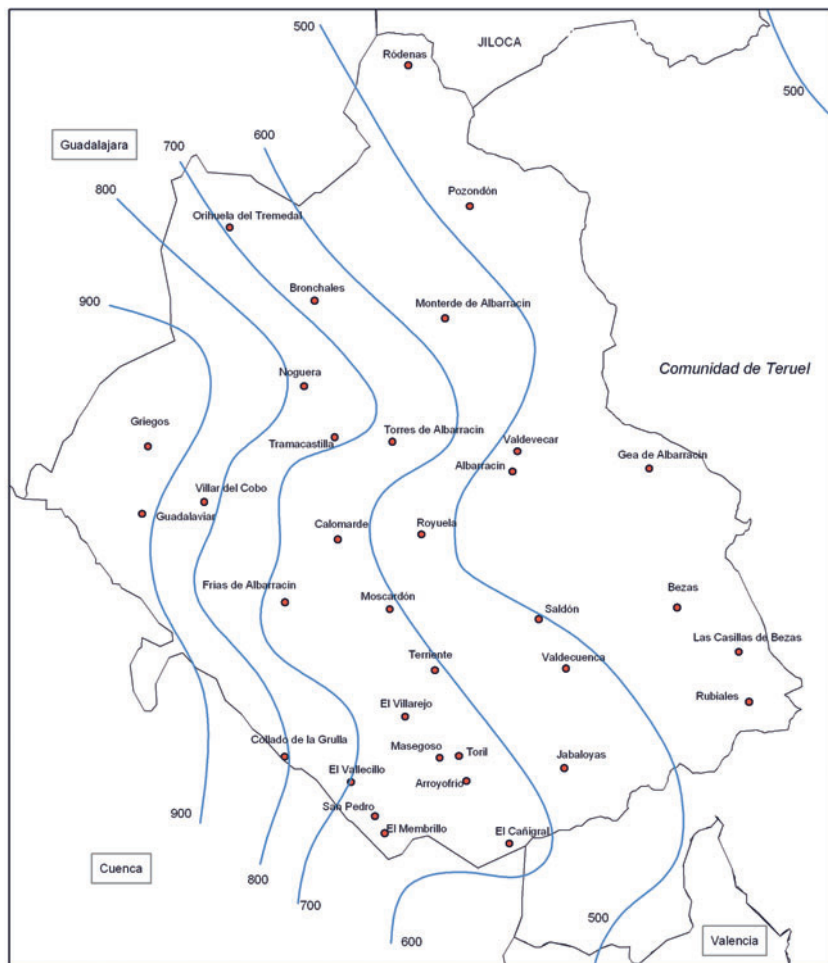 500
JILOCA
Ródenas
500
600
700
Guadalajara
800
Pozondón
Orihuela del Tremedal
Bronchales
900
Monterde de Albarracín
Comunidad de Teruel
Noguera
Griegos
Tramacastilla
Torres de Albarracín
Valdevecar
Gea de Albarracín
Albarracín
Villar del Cobo
Guadalaviar
Calomarde
Royuela
Frías de Albarracín
Moscardón
Bezas
Saldón
Las Casillas de Bezas
Terriente
Valdecuenca
Rubiales
El Villarejo
Collado de la Grulla
Masegoso
Toril
Jabaloyas
El Vallecillo
Arroyofrío
San Pedro
900
El Membrillo
El Cañigral
Cuenca
800
700
500
600
Valencia